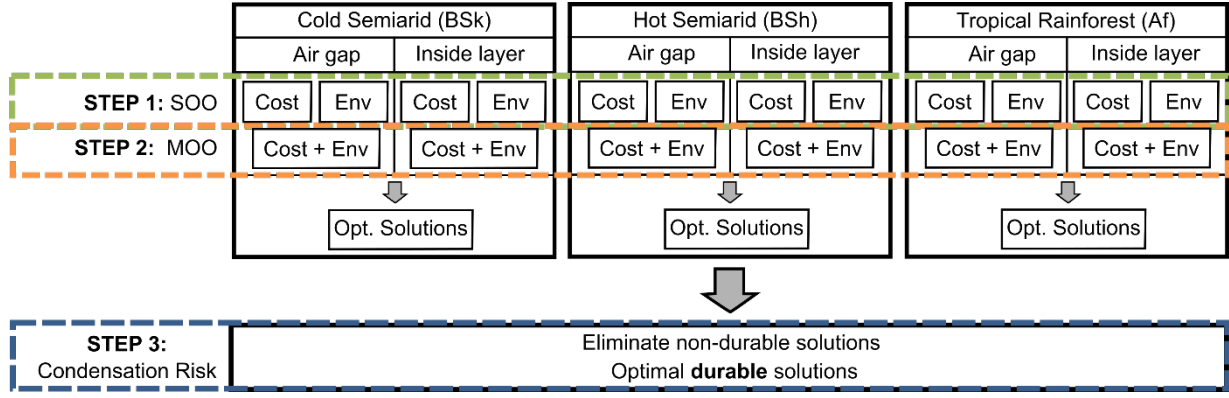 Cold Semiarid (BSk) Hot Semiarid (BSh) Tropical Rainforest (Af)
Air gap Inside layer Air gap Inside layer Air gap Inside layer
STEP 1: SOO Cost Env Cost Env Cost Env Cost Env Cost Env Cost Env
STEP 2: MOO Cost + Env Cost + Env Cost + Env Cost + Env Cost + Env Cost + Env
Opt. Solutions Opt. Solutions Opt. Solutions
STEP 3:
Condensation Risk
Eliminate non-durable solutions
Optimal durable solutions